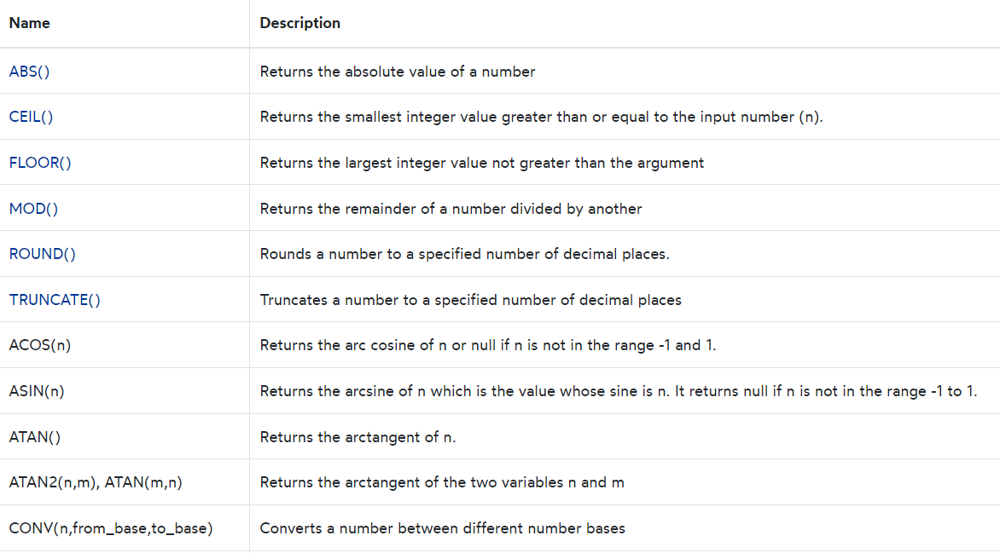 Name Description
ABS() Returns the absolute value of a number
CEIL() Returns the smallest integer value greater than or equal to the input number (n).
FLOOR() Returns the largest integer value not greater than the argument
MOD() Returns the remainder of a number divided by another
ROUND() Rounds a number to a specified number of decimal places.
TRUNCATE() Truncates a number to a specified number of decimal places
ACOS(n) Returns the arc cosine of n or null if n is not in the range -1 and 1.
ASIN(n) Returns the arcsine of n which is the value whose sine is n. It returns null if n is not in the range -1 to 1.
ATAN() Returns the arctangent of n.
ATAN2(n,m), ATAN(m,n) Returns the arctangent of the two variables n and m
CONV(n,from_base,to_base) Converts a number between different number bases